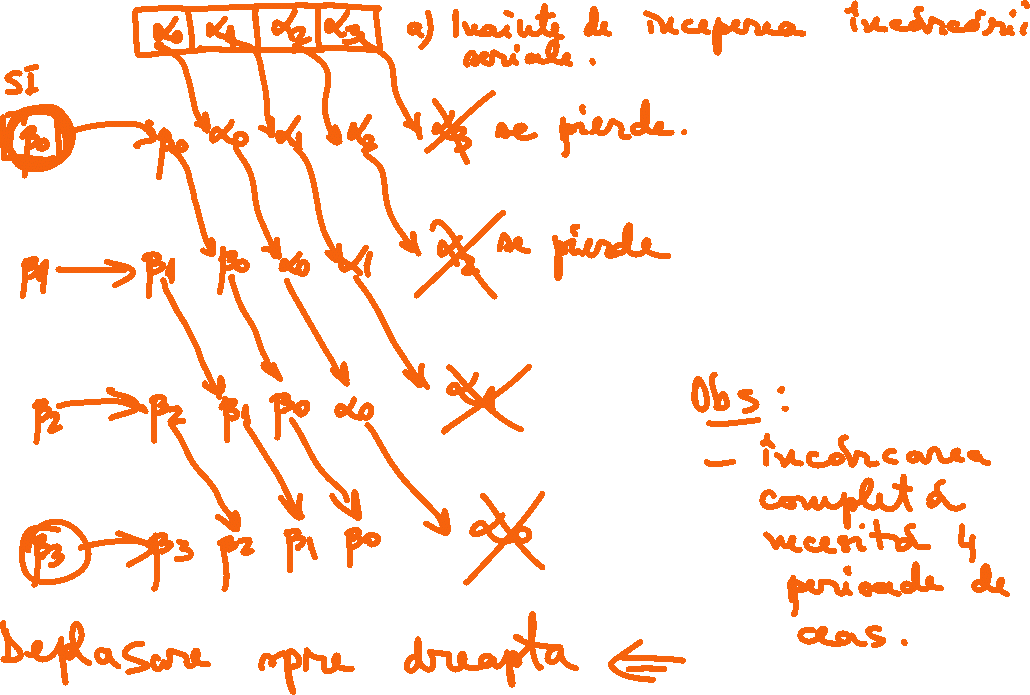 α0 α1 α2 α3 a) Înainte de începerea încărcării
seriale.
SI
β0 β0 α0 α1 α2 α3 se pierde.
β1 β1 β0 α0 α1 α2 se pierde
β2 β2 β1 β0 α0 α1
β3 β3 β2 β1 β0 α0
Obs:
- încărcarea
completă
necesită 4
perioade de
ceas.
Deplasare spre dreapta